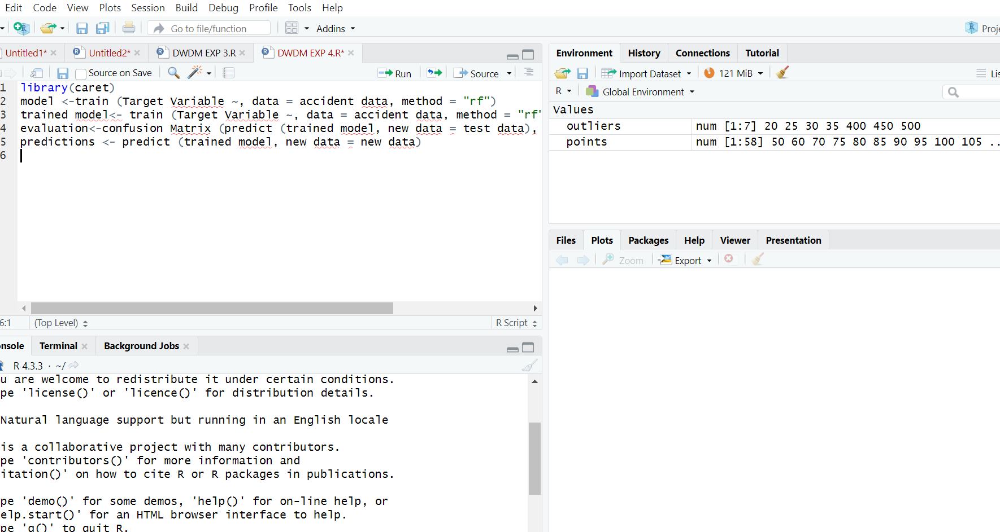 Edit Code View Plots Session Build Debug Profile Tools Help
Go to file/function Addins
Untitled1* Untitled2* DWDM EXP 3.R DWDM EXP 4.R*
Source on Save Run Source
1 library(caret)
2 model <-train (Target Variable ~, data = accident data, method = "rf")
3 trained model<- train (Target Variable ~, data = accident data, method = "rf"
4 evaluation<-confusion Matrix (predict (trained model, new data = test data),
5 predictions <- predict (trained model, new data = new data)
6
6:1 (Top Level) R Script
Terminal Background Jobs
R 4.3.3 · ~/
u are welcome to redistribute it under certain conditions.
pe 'license()' or 'licence()' for distribution details.
Natural language support but running in an English locale
is a collaborative project with many contributors.
pe 'contributors()' for more information and
itation()' on how to cite R or R packages in publications.
pe 'demo()' for some demos, 'help()' for on-line help, or
elp.start()' for an HTML browser interface to help.
pe 'q()' to quit R.
Environment History Connections Tutorial
Import Dataset 121 MiB
R Global Environment
Values
outliers num [1:7] 20 25 30 35 400 450 500
points num [1:58] 50 60 70 75 80 85 90 95 100 105 ..
Files Plots Packages Help Viewer Presentation
Zoom Export